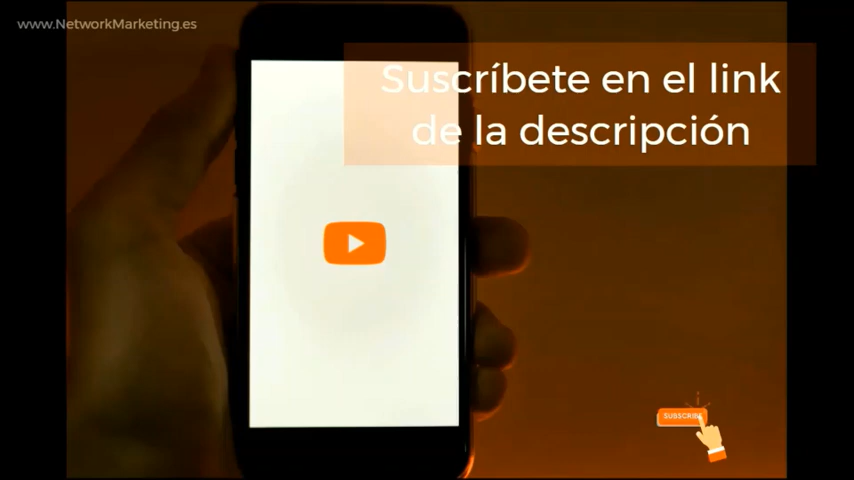 www.NetworkMarketing.es
Suscríbete en el link
de la descripción
SUBSCRIBE